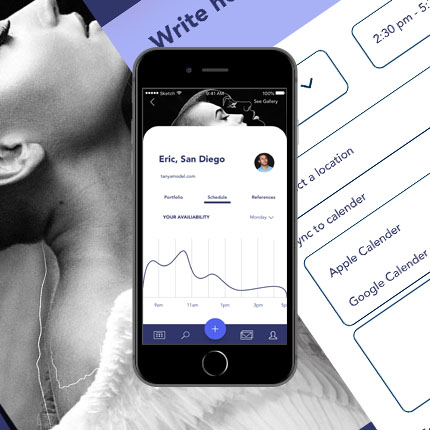 Write
2:30 pm - 5:
Sketch
9:41 AM
100%
See Gallery
Eric, San Diego
tanyamodel.com
Portfolio Schedule References
YOUR AVAILIABILITY Monday
9am 11am 1pm 3pm 5a
ct a location
ync to calender
Apple Calender
Google Calender